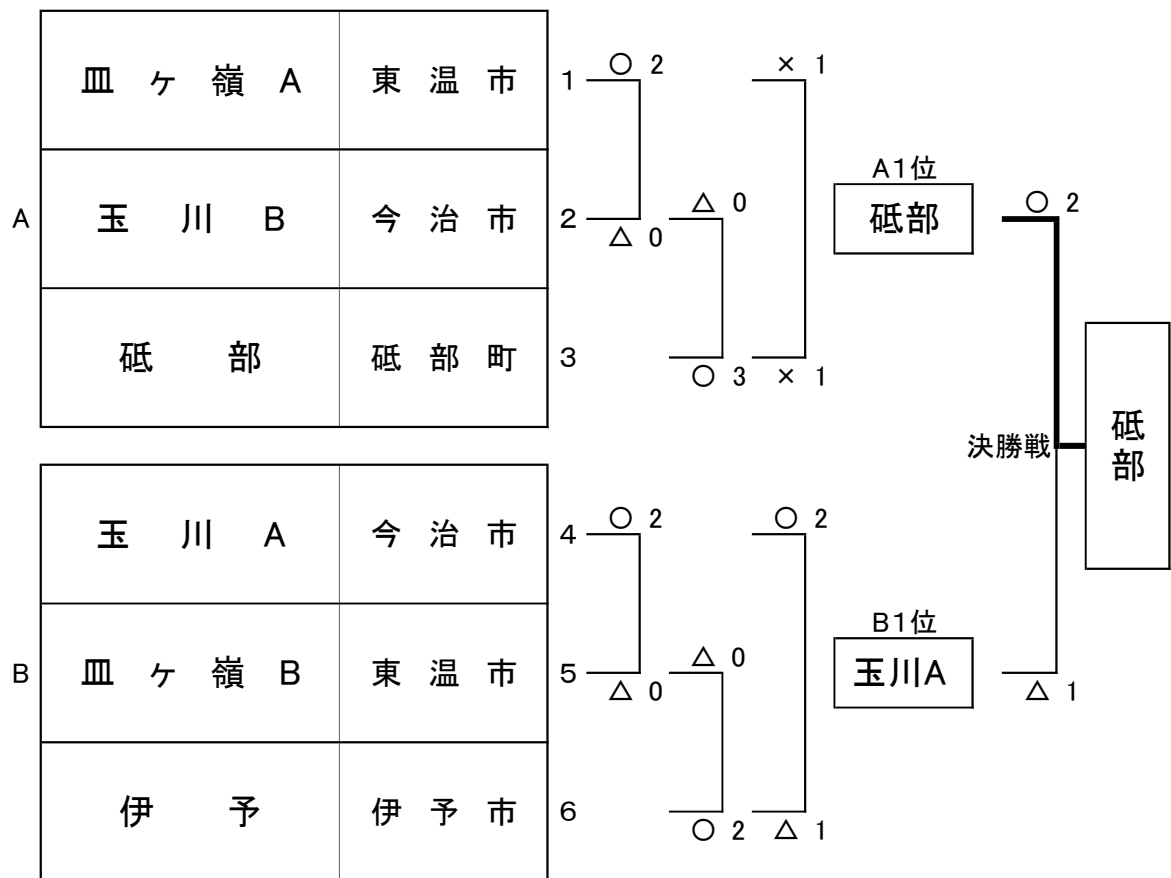 皿ヶ嶺A 東温市 1 ○ 2 × 1
A1位
A 玉川B 今治市 2 △ 0 △ 0 砥部 ○ 2
砥部 砥部町 3 ○ 3 × 1
決勝戦 砥部
玉川A 今治市 4 ○ 2 ○ 2
B1位
B 皿ヶ嶺B 東温市 5 △ 0 △ 0 玉川A △ 1
伊予 伊予市 6 ○ 2 △ 1